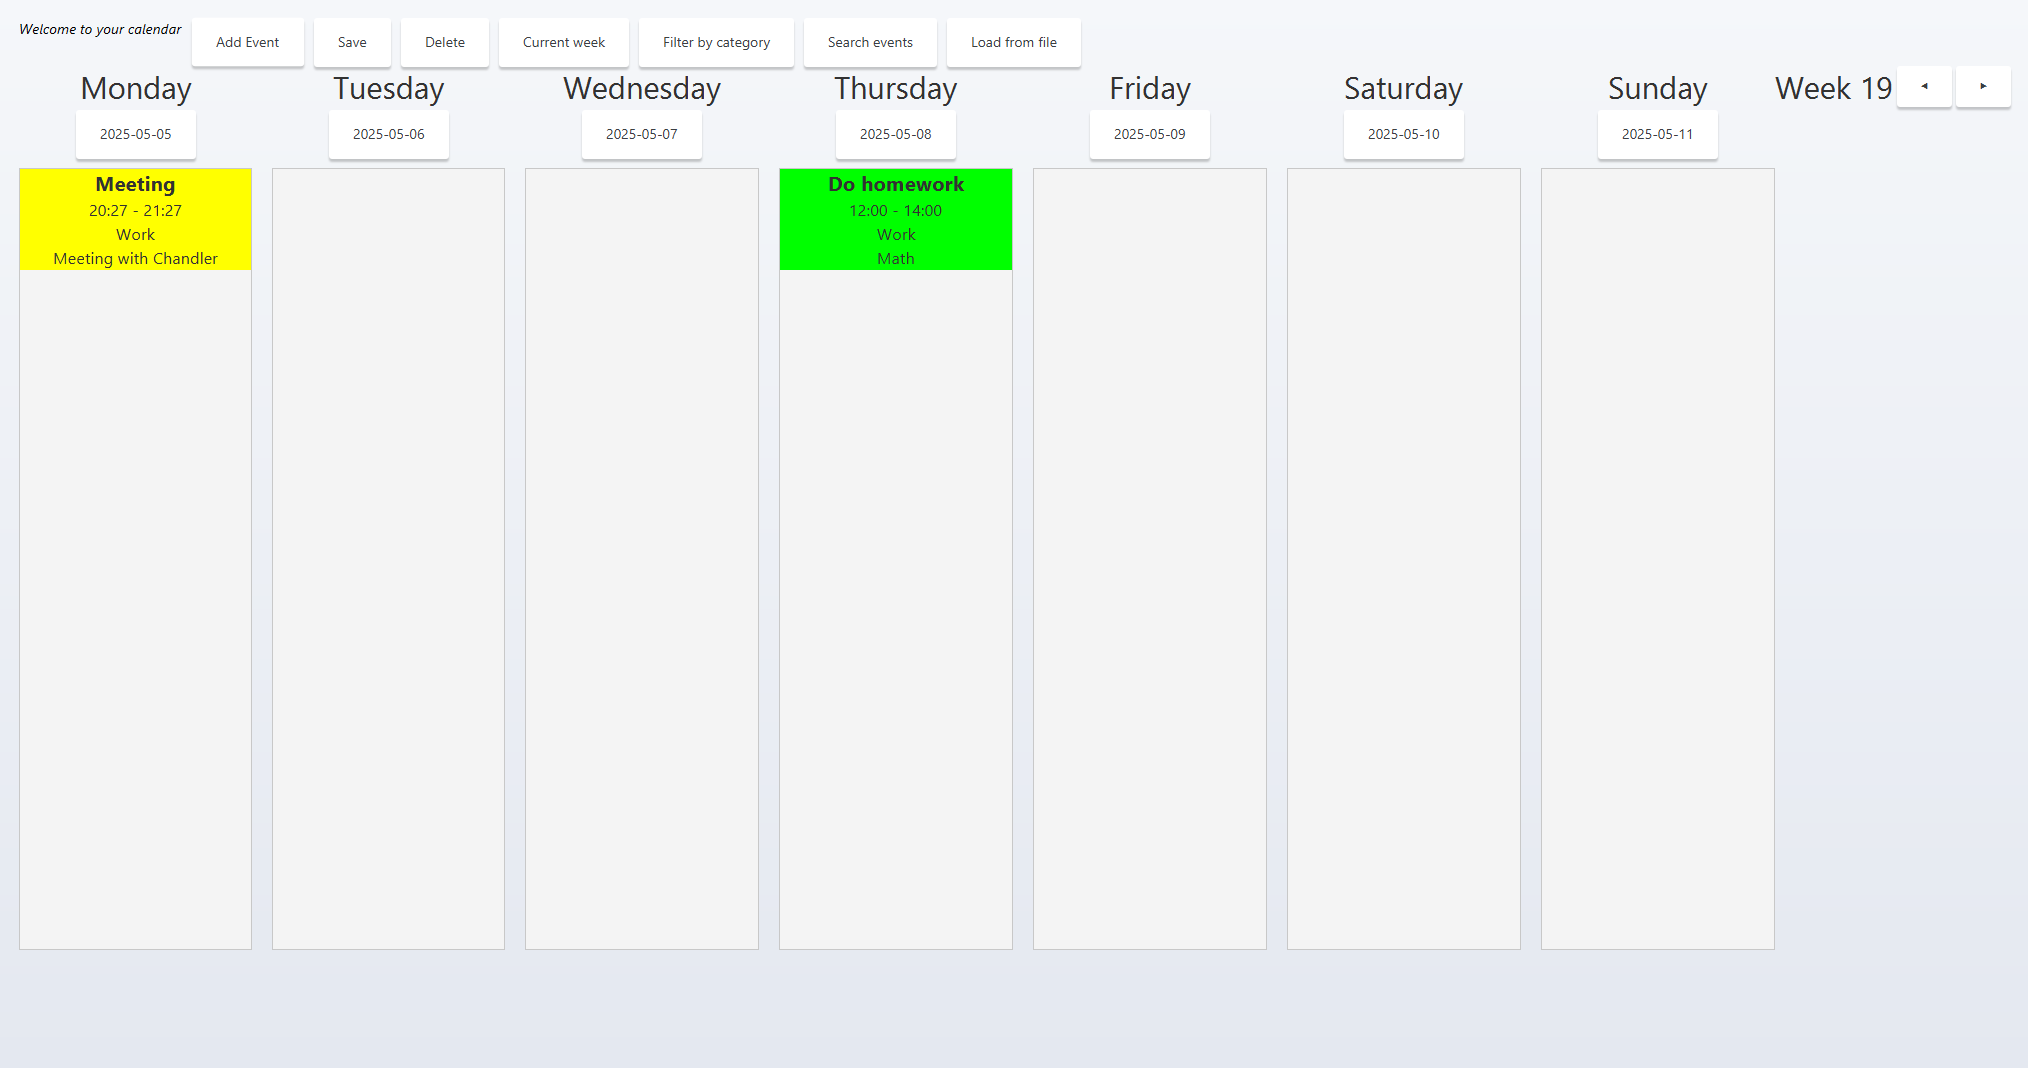 Welcome to your calendar
Add Event
Save
Delete
Current week
Filter by category
Search events
Load from file
Monday
Tuesday
Wednesday
Thursday
Friday
Saturday
Sunday
Week 19
2025-05-05
2025-05-06
2025-05-07
2025-05-08
2025-05-09
2025-05-10
2025-05-11
Meeting
20:27 - 21:27
Work
Meeting with Chandler
Do homework
12:00 - 14:00
Work
Math